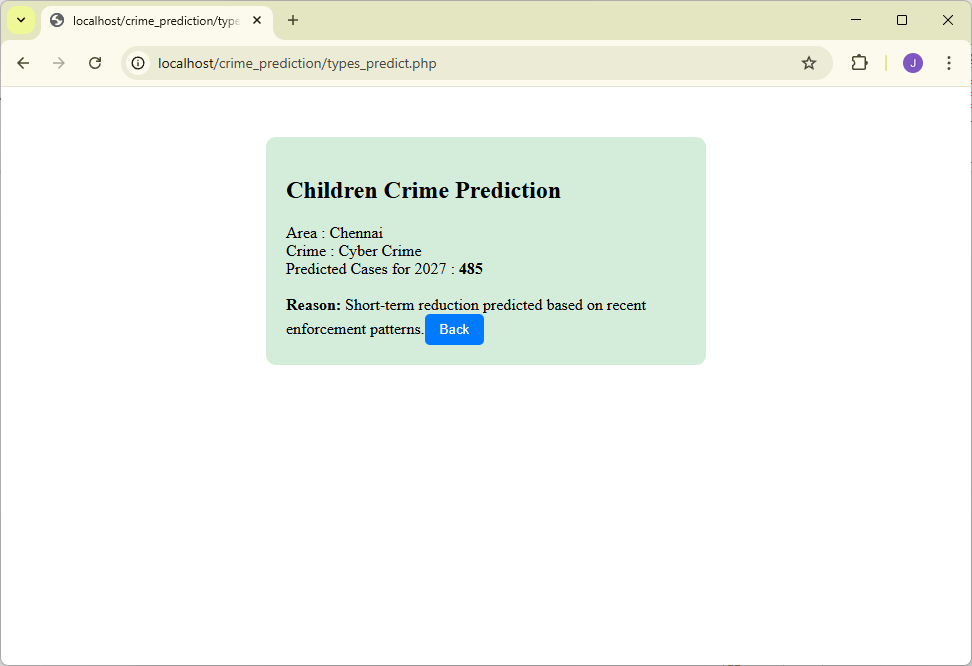 localhost/crime_prediction/type
localhost/crime_prediction/types_predict.php
J
Children Crime Prediction
Area : Chennai
Crime : Cyber Crime
Predicted Cases for 2027 : 485
Reason: Short-term reduction predicted based on recent
enforcement patterns. Back